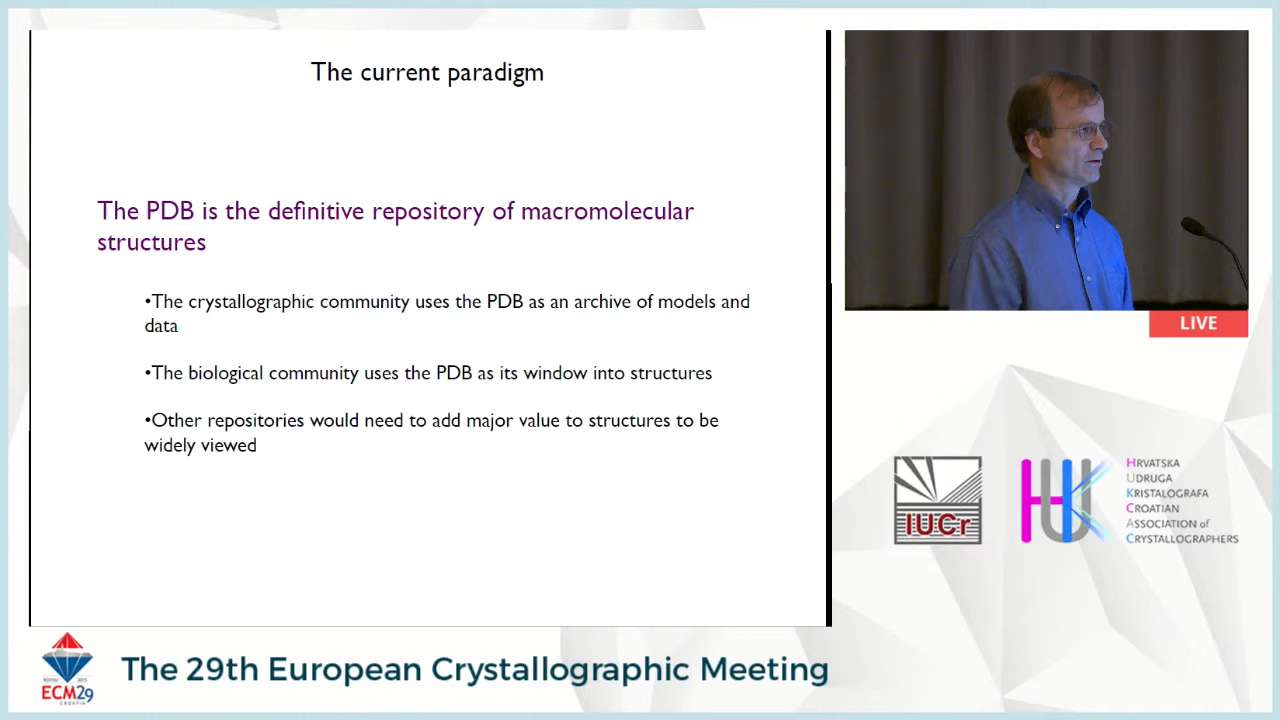 The current paradigm
The PDB is the definitive repository of macromolecular
structures
•The crystallographic community uses the PDB as an archive of models and
data
•The biological community uses the PDB as its window into structures
•Other repositories would need to add major value to structures to be
widely viewed
LIVE
IUCr
HUK
HRVATSKA
UDRUGA
KRISTALOGRAFA
CROATIAN
ASSOCIATION of
CRYSTALLOGRAPHERS
ECM29
CROATIA
The 29th European Crystallographic Meeting